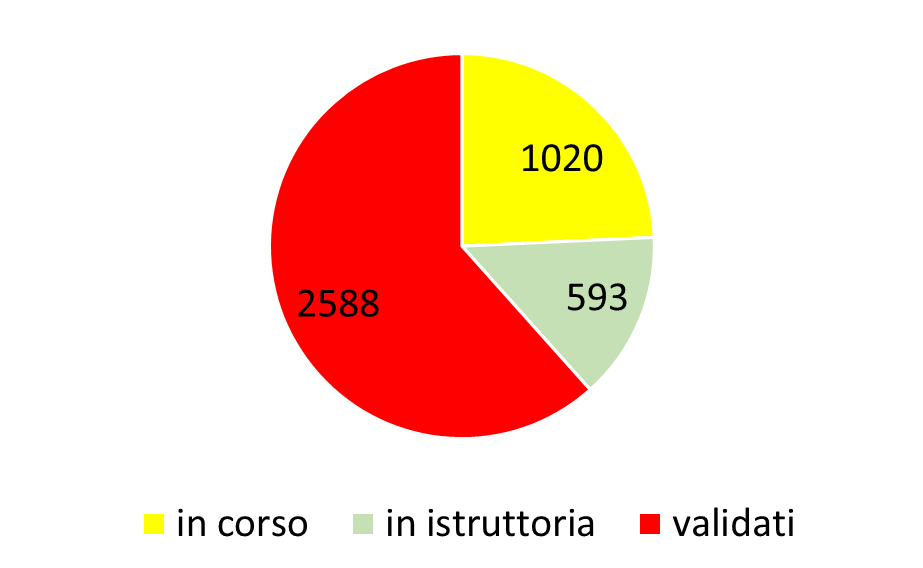 1020
593
2588
in corso
in istruttoria
validati